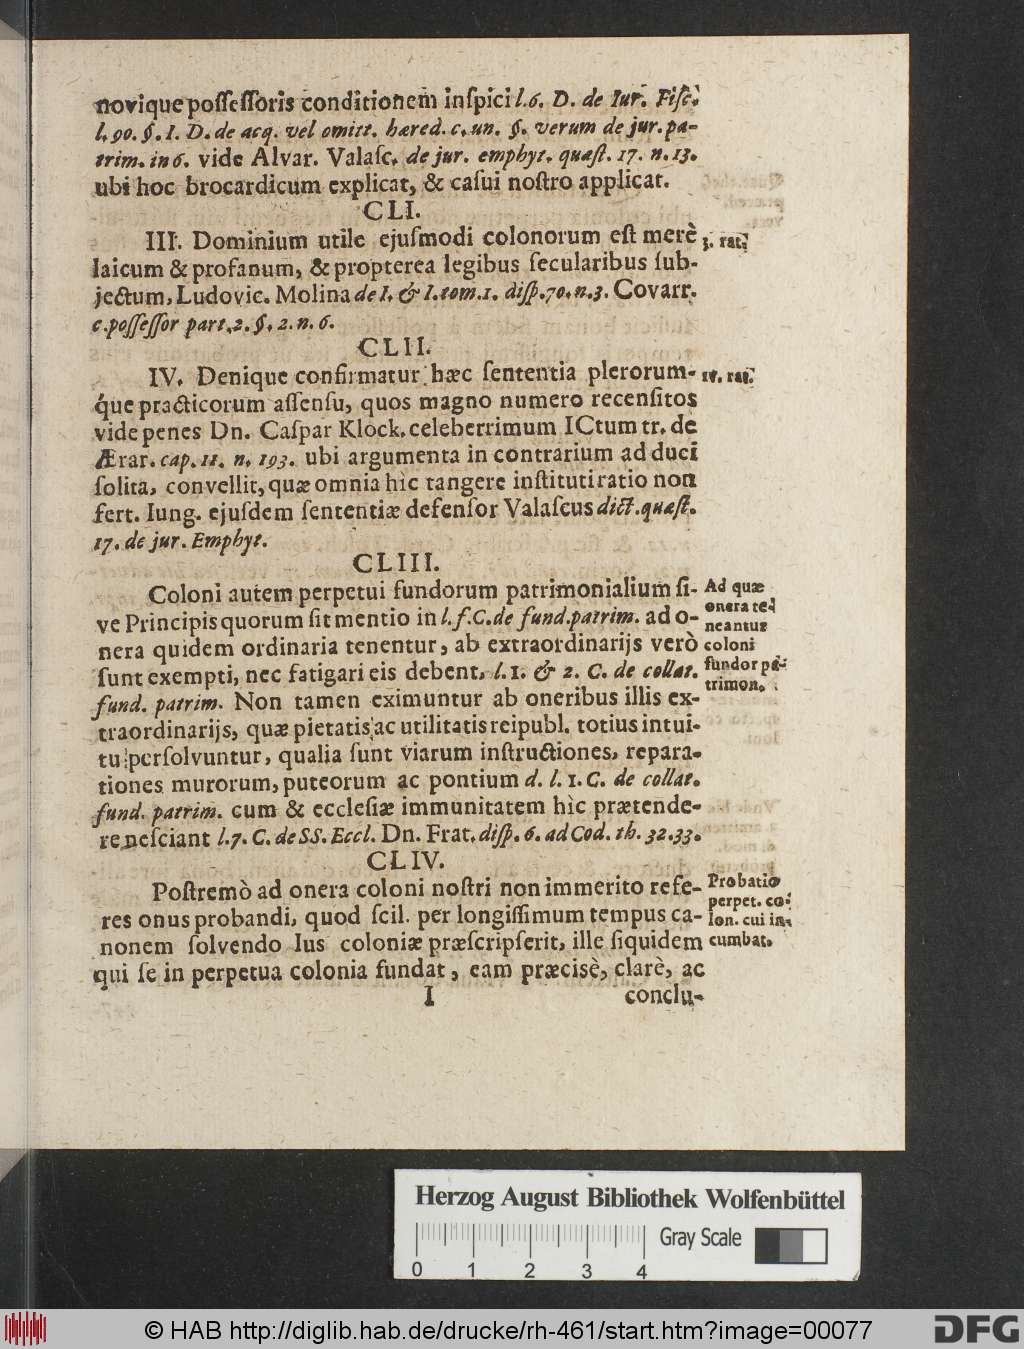 novique possessoris conditionem inspici l. 6. D. de Iur. Fisc.
l. 90. §. 1. D. de acq. vel omitt. hæred. c. un. §. verum de jur. pa-
trim. in 6. vide Alvar. Valasc. de jur. emphyt. quæst. 17. n. 13.
ubi hoc brocardicum explicat, & casui nostro applicat.
CLI.
III. Dominium utile ejusmodi colonorum est merè
3. rat.
laicum & profanum, & propterea legibus secularibus sub-
jectum, Ludovic. Molina de I. & I. tom. 1. disp. 70. n. 3. Covarr.
c. possessor part. 2. §. 2. n. 6.
CLII.
IV. Denique confirmatur hæc sententia plerorum-
IV. rat.
que practicorum assensu, quos magno numero recensitos
vide penes Dn. Caspar Klock. celeberrimum ICtum tr. de
Ærar. cap. 11. n. 193. ubi argumenta in contrarium adduci
solita, convellit, quæ omnia hìc tangere instituti ratio non
fert. Iung. ejusdem sententiæ defensor Valascus dict. quæst.
17. de jur. Emphyt.
CLIII.
Coloni autem perpetui fundorum patrimonialium si-
ve Principis quorum sit mentio in l. f. C. de fund. patrim. ad o-
nera quidem ordinaria tenentur, ab extraordinarijs verò
sunt exempti, nec fatigari eis debent, l. 1. & 2. C. de collat.
fund. patrim. Non tamen eximuntur ab oneribus illis ex-
traordinarijs, quæ pietatis ac utilitatis reipubl. totius intui-
tu persolvuntur, qualia sunt viarum instructiones, repara-
tiones murorum, puteorum ac pontium d. l. 1. C. de collat.
fund. patrim. cum & ecclesiæ immunitatem hìc prætende-
re nesciant l. 7. C. de SS. Eccl. Dn. Frat. disp. 6. ad Cod. th. 32. 33.
Ad quæ
onera te-
neantur
coloni
fundor pa-
trimon.
CLIV.
Postremò ad onera coloni nostri non immerito refe-
res onus probandi, quod scil. per longissimum tempus ca-
nonem solvendo Ius coloniæ præscripserit, ille siquidem
qui se in perpetua colonia fundat, eam præcisè, clarè, ac
Probatio
perpet. co-
lon. cui in-
cumbat.
I
conclu-
Herzog August Bibliothek Wolfenbüttel
Gray Scale
0 1 2 3 4
© HAB http://diglib.hab.de/drucke/rh-461/start.htm?image=00077
DFG